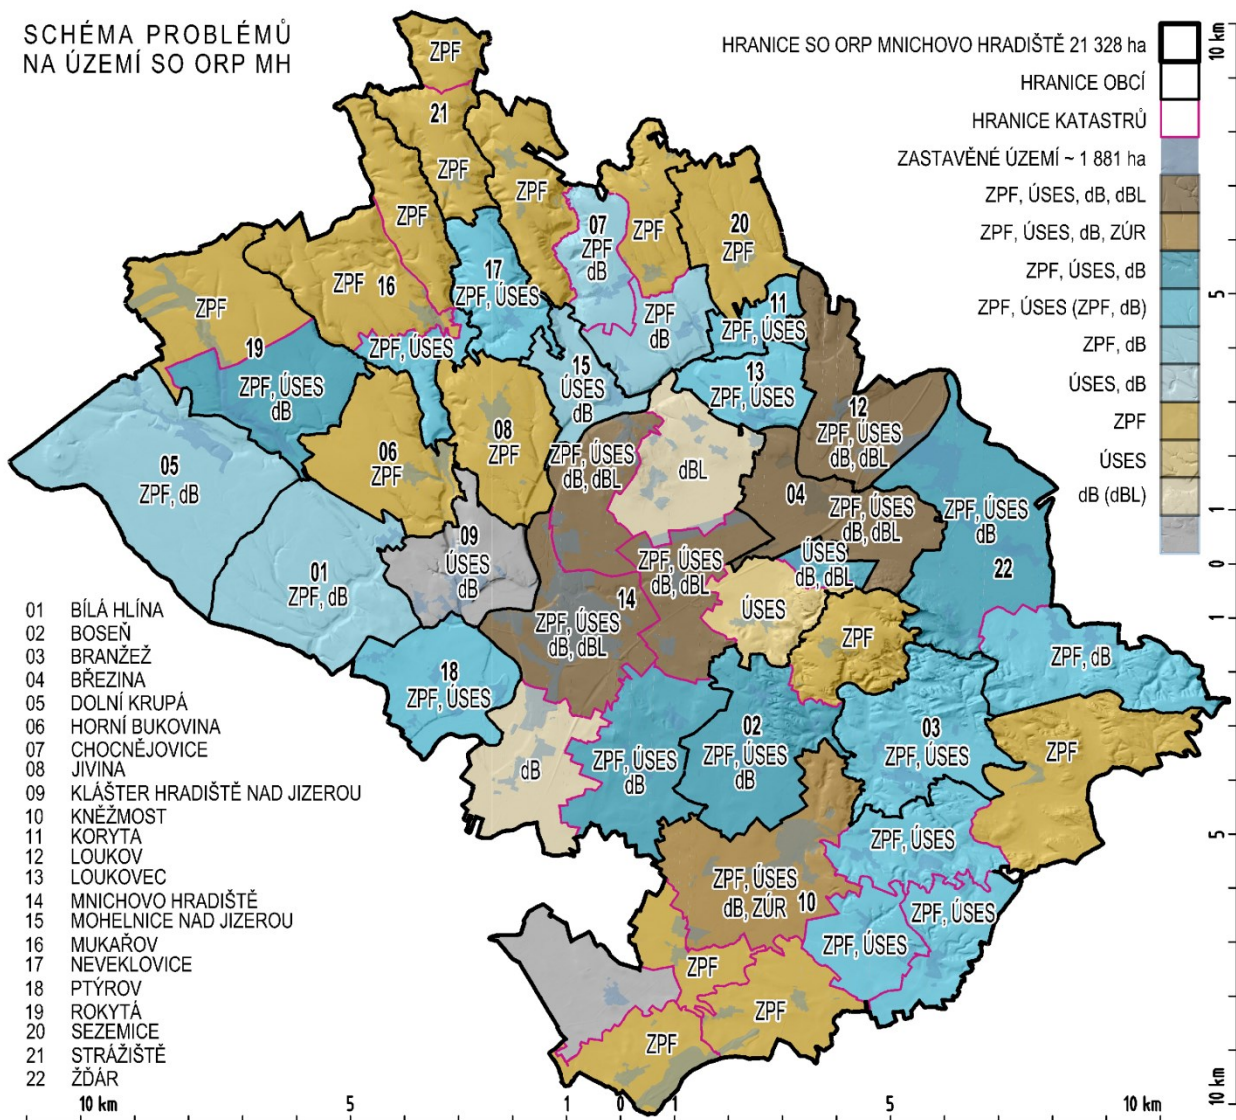 SCHÉMA PROBLÉMŮ
NA ÚZEMÍ SO ORP MH
HRANICE SO ORP MNICHOVO HRADIŠTĚ 21 328 ha
HRANICE OBCÍ
HRANICE KATASTRŮ
ZASTAVĚNÉ ÚZEMÍ ~ 1 881 ha
ZPF, ÚSES, dB, dBL
ZPF, ÚSES, dB, ZÚR
ZPF, ÚSES, dB
ZPF, ÚSES (ZPF, dB)
ZPF, dB
ÚSES, dB
ZPF
ÚSES
dB (dBL)
10 km
5
1
0
1
5
10 km
ZPF
21
ZPF
ZPF
ZPF
07
ZPF
dB
ZPF
20
ZPF
ZPF
16
17
ZPF, ÚSES
ZPF
dB
11
ZPF, ÚSES
ZPF
19
ZPF, ÚSES
dB
ZPF, ÚSES
15
ÚSES
dB
13
ZPF, ÚSES
12
ZPF, ÚSES
dB, dBL
05
ZPF, dB
06
ZPF
08
ZPF
ZPF, ÚSES
dB, dBL
dBL
04
ZPF, ÚSES
dB, dBL
ZPF, ÚSES
dB
22
09
ÚSES
dB
01
ZPF, dB
ZPF, ÚSES
dB, dBL
ÚSES
dB, dBL
14
ZPF, ÚSES
dB, dBL
ÚSES
ZPF
ZPF, dB
18
ZPF, ÚSES
dB
ZPF, ÚSES
dB
02
ZPF, ÚSES
dB
03
ZPF, ÚSES
ZPF
ZPF, ÚSES
ZPF, ÚSES
dB, ZÚR
10
ZPF, ÚSES
ZPF, ÚSES
ZPF
ZPF
ZPF
01 BÍLÁ HLÍNA
02 BOSEŇ
03 BRANŽEŽ
04 BŘEZINA
05 DOLNÍ KRUPÁ
06 HORNÍ BUKOVINA
07 CHOCNĚJOVICE
08 JIVINA
09 KLÁŠTER HRADIŠTĚ NAD JIZEROU
10 KNĚŽMOST
11 KORYTA
12 LOUKOV
13 LOUKOVEC
14 MNICHOVO HRADIŠTĚ
15 MOHELNICE NAD JIZEROU
16 MUKAŘOV
17 NEVEKLOVICE
18 PTÝROV
19 ROKYTÁ
20 SEZEMICE
21 STRÁŽIŠTĚ
22 ŽĎÁR
10 km
5
1
0
1
5
10 km